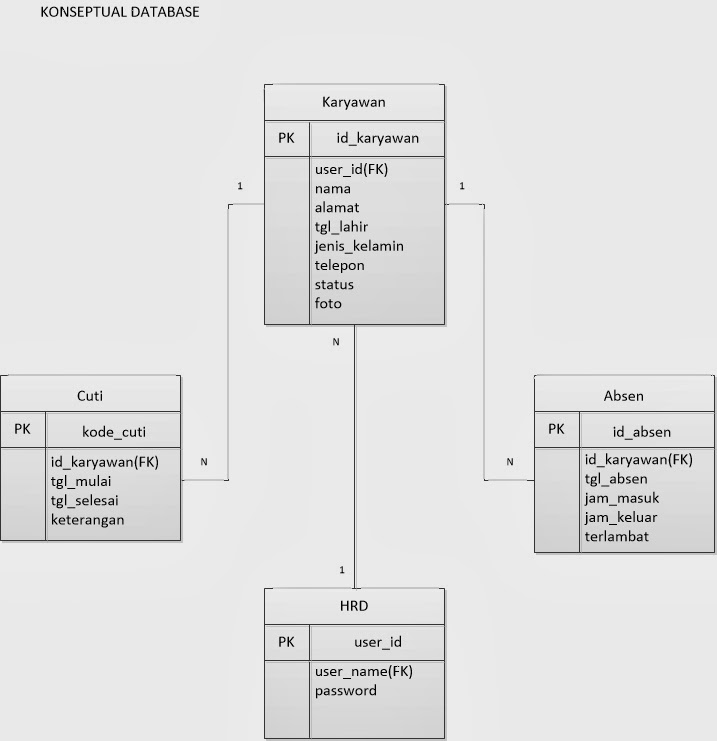 KONSEPTUAL DATABASE
Karyawan
PK id_karyawan
user_id(FK)
nama
alamat
tgl_lahir
jenis_kelamin
telepon
status
foto
1
1
N
Cuti
PK kode_cuti
id_karyawan(FK)
tgl_mulai
tgl_selesai
keterangan
N
Absen
PK id_absen
id_karyawan(FK)
tgl_absen
jam_masuk
jam_keluar
terlambat
N
1
HRD
PK user_id
user_name(FK)
password